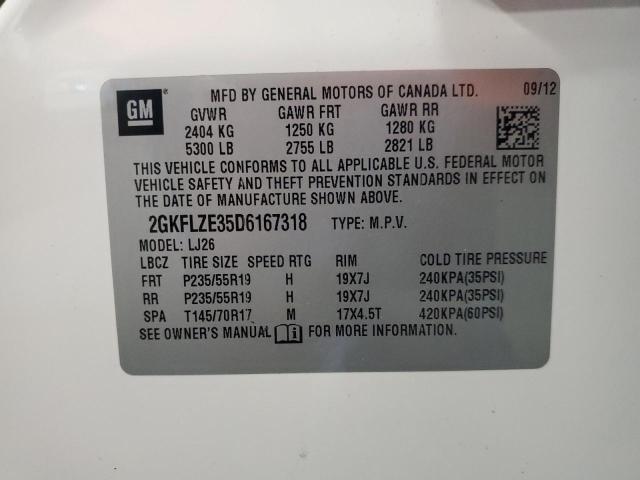 GM® MFD BY GENERAL MOTORS OF CANADA LTD. 09/12
GVWR GAWR FRT GAWR RR
2404 KG 1250 KG 1280 KG
5300 LB 2755 LB 2821 LB
THIS VEHICLE CONFORMS TO ALL APPLICABLE U.S. FEDERAL MOTOR
VEHICLE SAFETY AND THEFT PREVENTION STANDARDS IN EFFECT ON
THE DATE OF MANUFACTURE SHOWN ABOVE.
2GKFLZE35D6167318 TYPE: M.P.V.
MODEL: LJ26
LBCZ TIRE SIZE SPEED RTG RIM COLD TIRE PRESSURE
FRT P235/55R19 H 19X7J 240KPA(35PSI)
RR P235/55R19 H 19X7J 240KPA(35PSI)
SPA T145/70R17 M 17X4.5T 420KPA(60PSI)
SEE OWNER'S MANUAL FOR MORE INFORMATION.